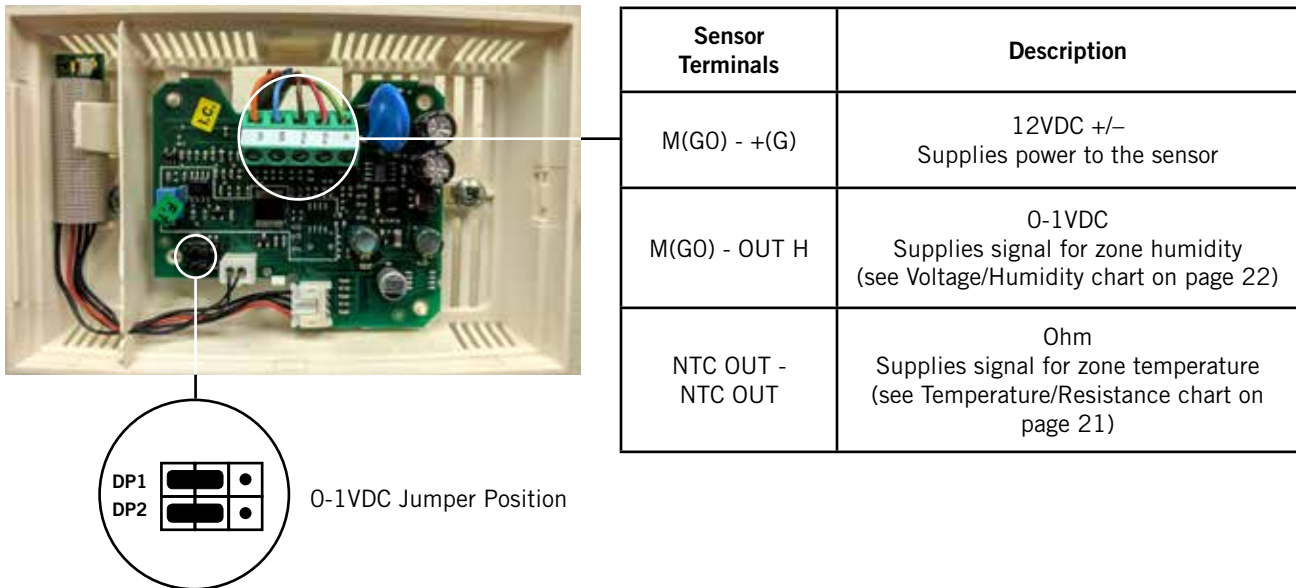 I.C.
Sensor
Terminals
Description
M(G0) - +(G)
12VDC +/–
Supplies power to the sensor
M(G0) - OUT H
0-1VDC
Supplies signal for zone humidity
(see Voltage/Humidity chart on page 22)
NTC OUT -
NTC OUT
Ohm
Supplies signal for zone temperature
(see Temperature/Resistance chart on
page 21)
DP1
DP2
0-1VDC Jumper Position